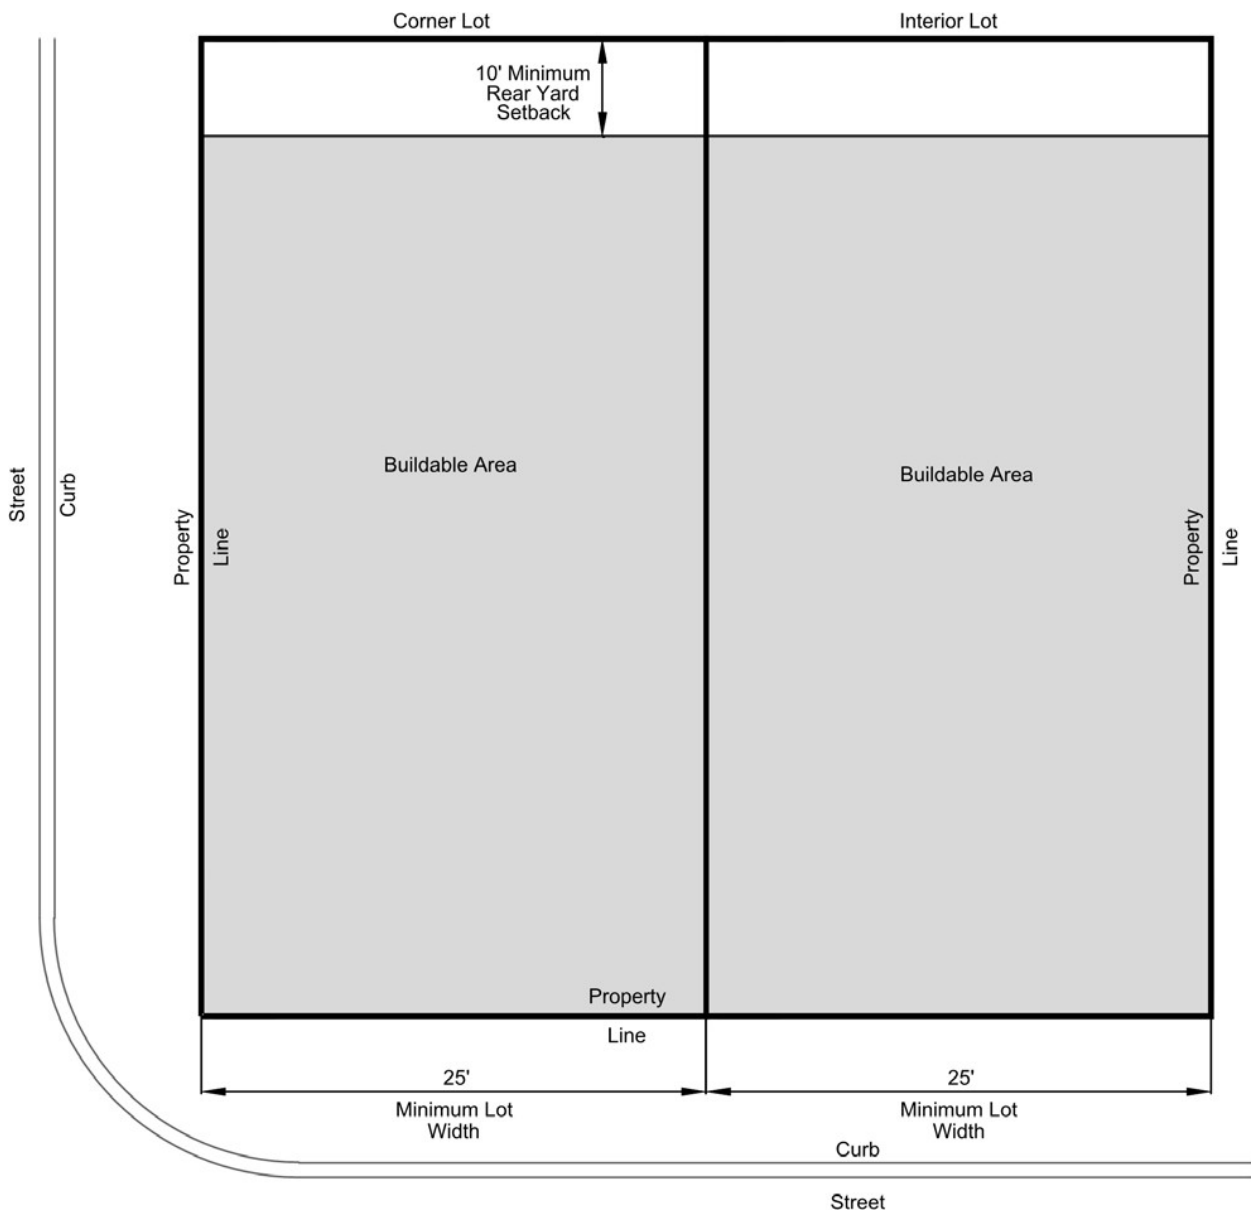 Corner Lot
Interior Lot
10' Minimum
Rear Yard
Setback
Buildable Area
Buildable Area
Street
Curb
Property
Line
Property
Line
Property
Line
25'
25'
Minimum Lot
Width
Minimum Lot
Width
Curb
Street